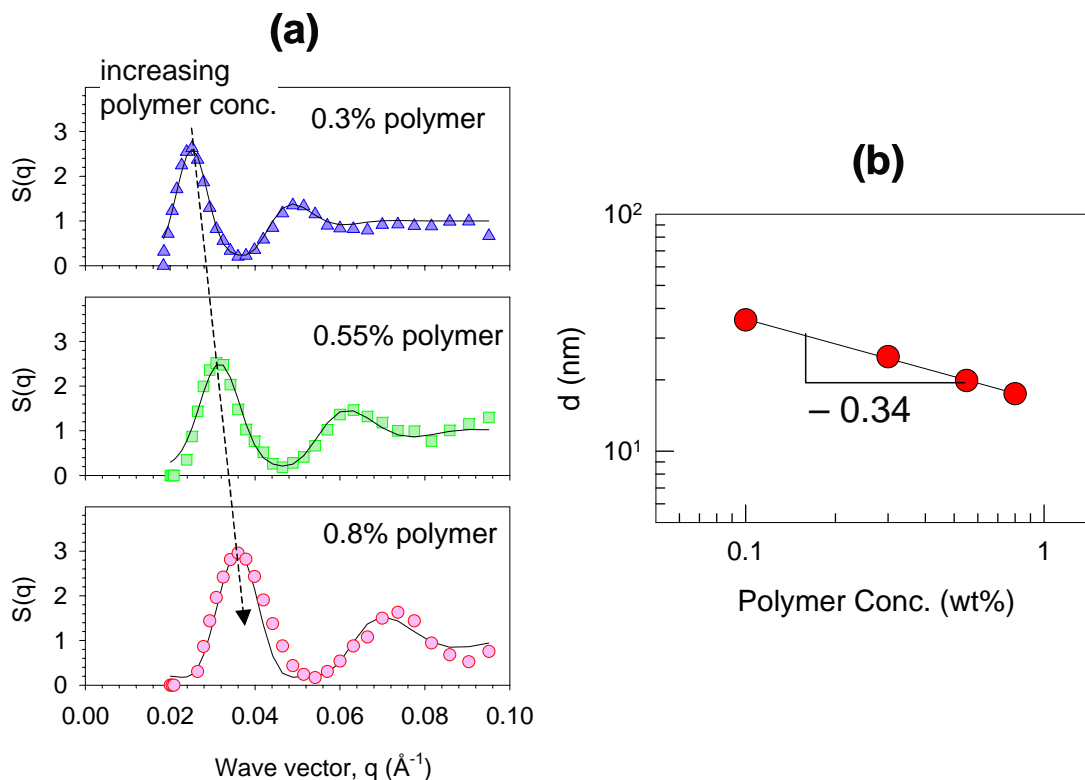 (a)
increasing
polymer conc.
0.3% polymer
S(q)
3
2
1
0
0.55% polymer
S(q)
3
2
1
0
0.8% polymer
S(q)
3
2
1
0
0.00 0.02 0.04 0.06 0.08 0.10
Wave vector, q (Å⁻¹)
(b)
10²
d (nm)
– 0.34
10¹
0.1 1
Polymer Conc. (wt%)